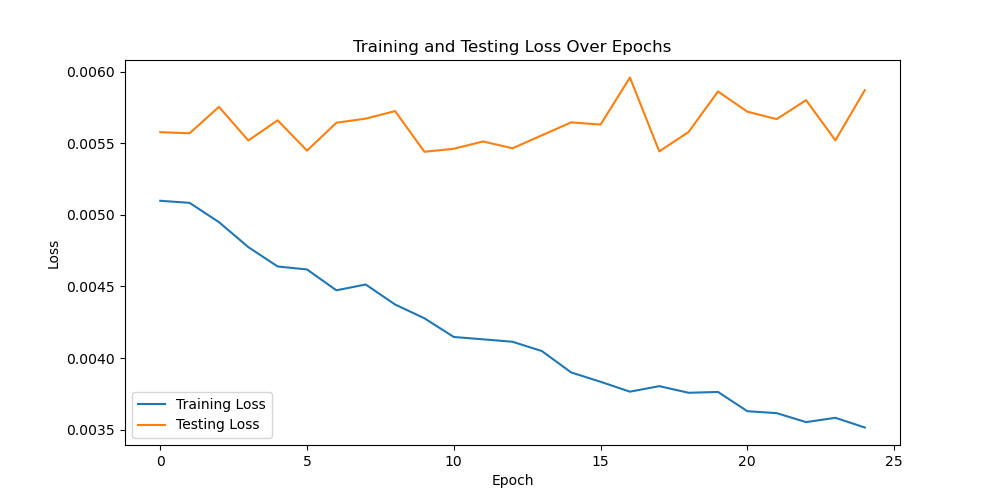 Training and Testing Loss Over Epochs
0.0060
0.0055
0.0050
0.0045
0.0040
0.0035
Loss
Training Loss
Testing Loss
0 5 10 15 20 25
Epoch